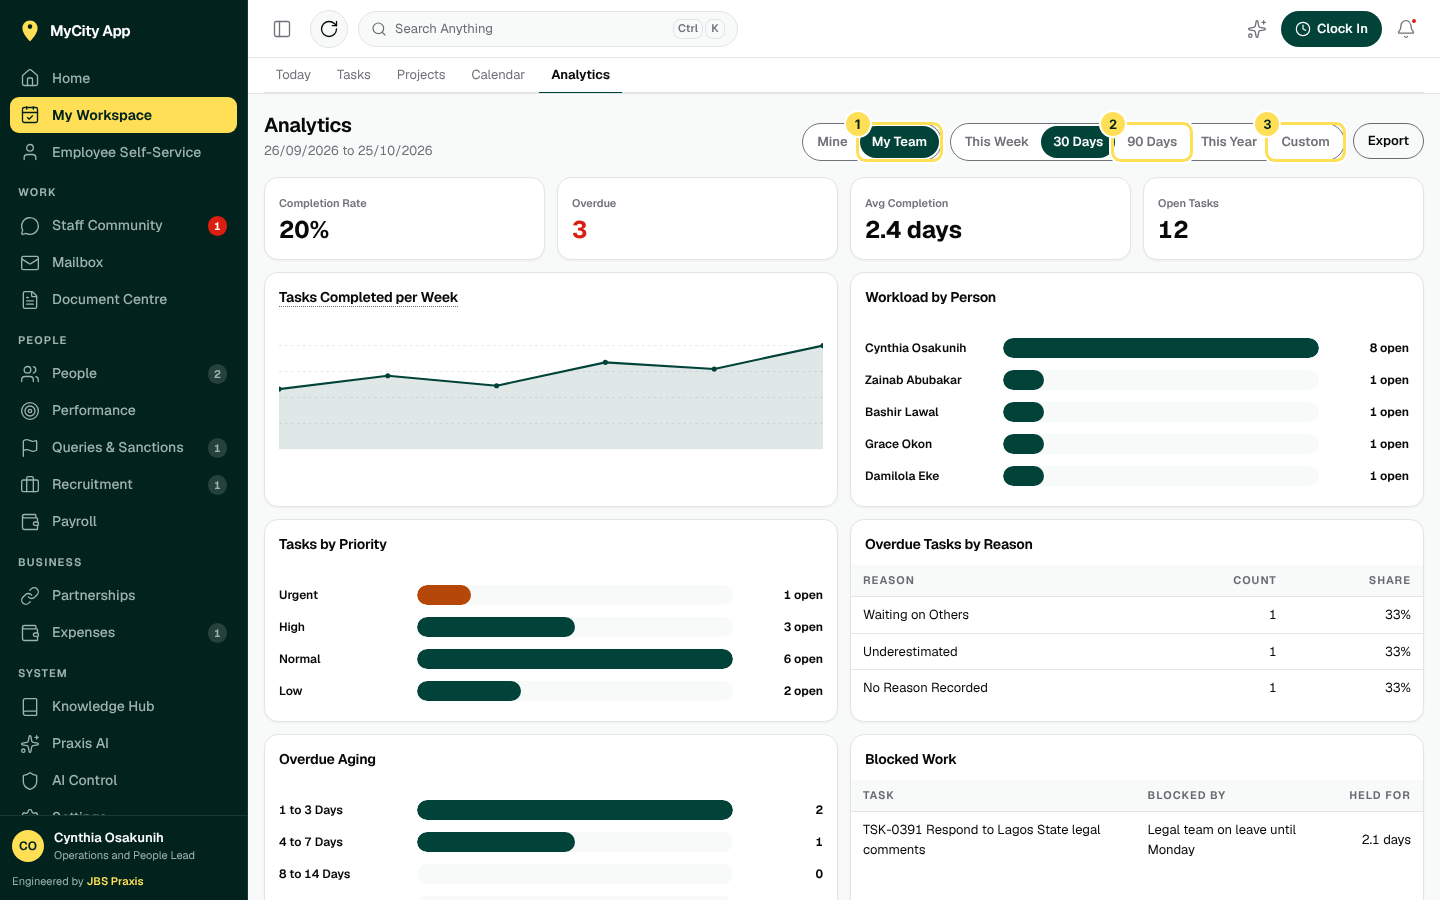 MyCity App
Home
My Workspace
Employee Self-Service
WORK
Staff Community 1
Mailbox
Document Centre
PEOPLE
People 2
Performance
Queries & Sanctions 1
Recruitment 1
Payroll
BUSINESS
Partnerships
Expenses 1
SYSTEM
Knowledge Hub
Praxis AI
AI Control
CO
Cynthia Osakunih
Operations and People Lead
Engineered by JBS Praxis
Search Anything Ctrl K
Clock In
Today Tasks Projects Calendar Analytics
Analytics
26/09/2026 to 25/10/2026
1 2 3
Mine My Team This Week 30 Days 90 Days This Year Custom Export
Completion Rate
20%
Overdue
3
Avg Completion
2.4 days
Open Tasks
12
Tasks Completed per Week
Workload by Person
Cynthia Osakunih 8 open
Zainab Abubakar 1 open
Bashir Lawal 1 open
Grace Okon 1 open
Damilola Eke 1 open
Tasks by Priority
Urgent 1 open
High 3 open
Normal 6 open
Low 2 open
Overdue Tasks by Reason
REASON COUNT SHARE
Waiting on Others 1 33%
Underestimated 1 33%
No Reason Recorded 1 33%
Overdue Aging
1 to 3 Days 2
4 to 7 Days 1
8 to 14 Days 0
Blocked Work
TASK BLOCKED BY HELD FOR
TSK-0391 Respond to Lagos State legal comments
Legal team on leave until Monday
2.1 days